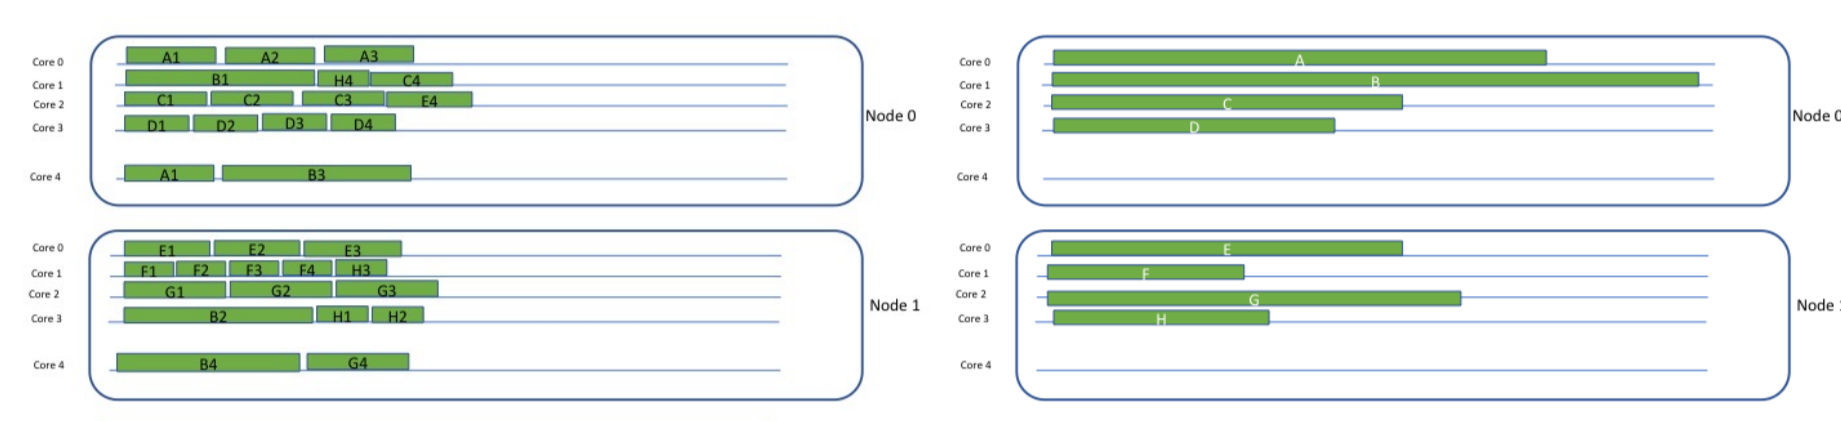 Core 0 A1 A2 A3
Core 1 B1 H4 C4
Core 2 C1 C2 C3 E4
Core 3 D1 D2 D3 D4
Core 4 A1 B3
Node 0
Core 0 E1 E2 E3
Core 1 F1 F2 F3 F4 H3
Core 2 G1 G2 G3
Core 3 B2 H1 H2
Core 4 B4 G4
Node 1
Core 0 A
Core 1 B
Core 2 C
Core 3 D
Core 4
Node 0
Core 0 E
Core 1 F
Core 2 G
Core 3 H
Core 4
Node